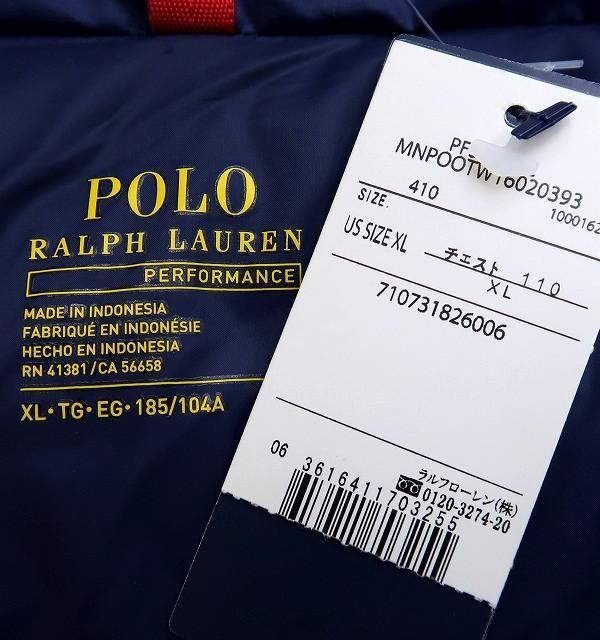 POLO
RALPH LAUREN
PERFORMANCE
MADE IN INDONESIA
FABRIQUÉ EN INDONÉSIE
HECHO EN INDONESIA
RN 41381/CA 56658
XL•TG•EG•185/104A
MNPOOTW16020393
410
1000162
SIZE.
US SIZE XL チェスト 110
XL
710731826006
06
3616411703255
ラルフローレン(株)
0120-3274-20